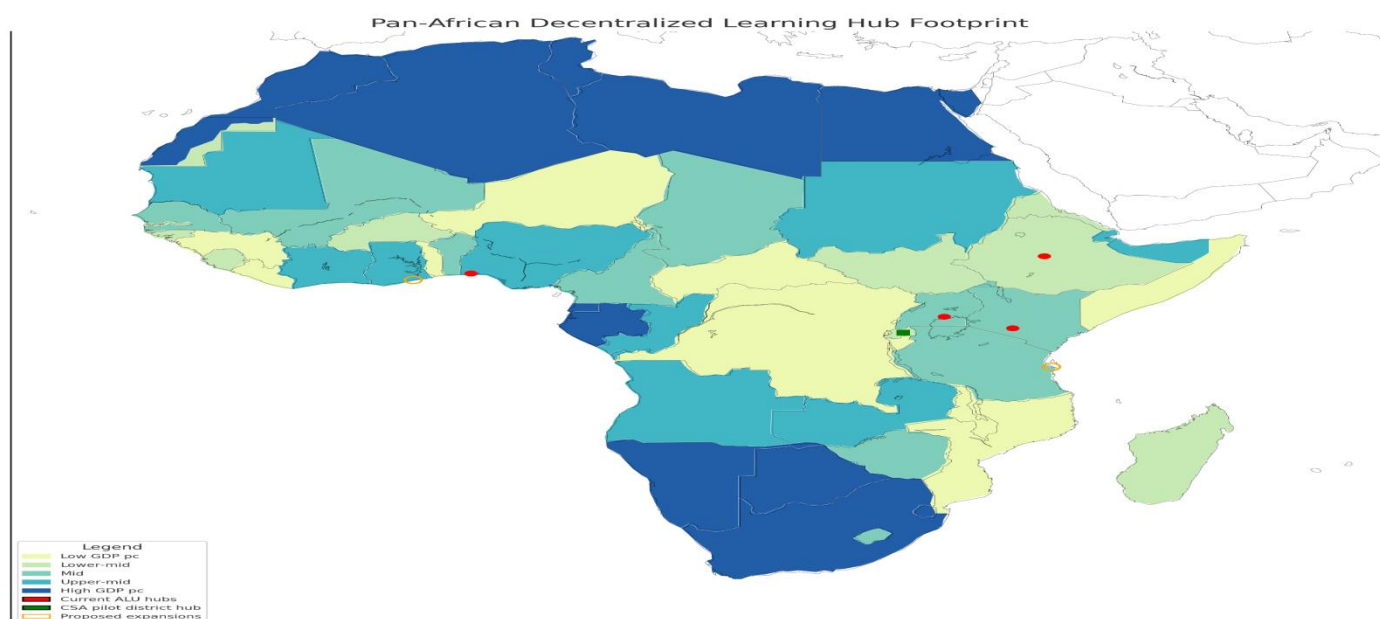 Pan-African Decentralized Learning Hub Footprint
Legend
Low GDP pc
Lower-mid
Mid
Upper-mid
High GDP pc
Current ALU hubs
CSA pilot district hub
Proposed expansions